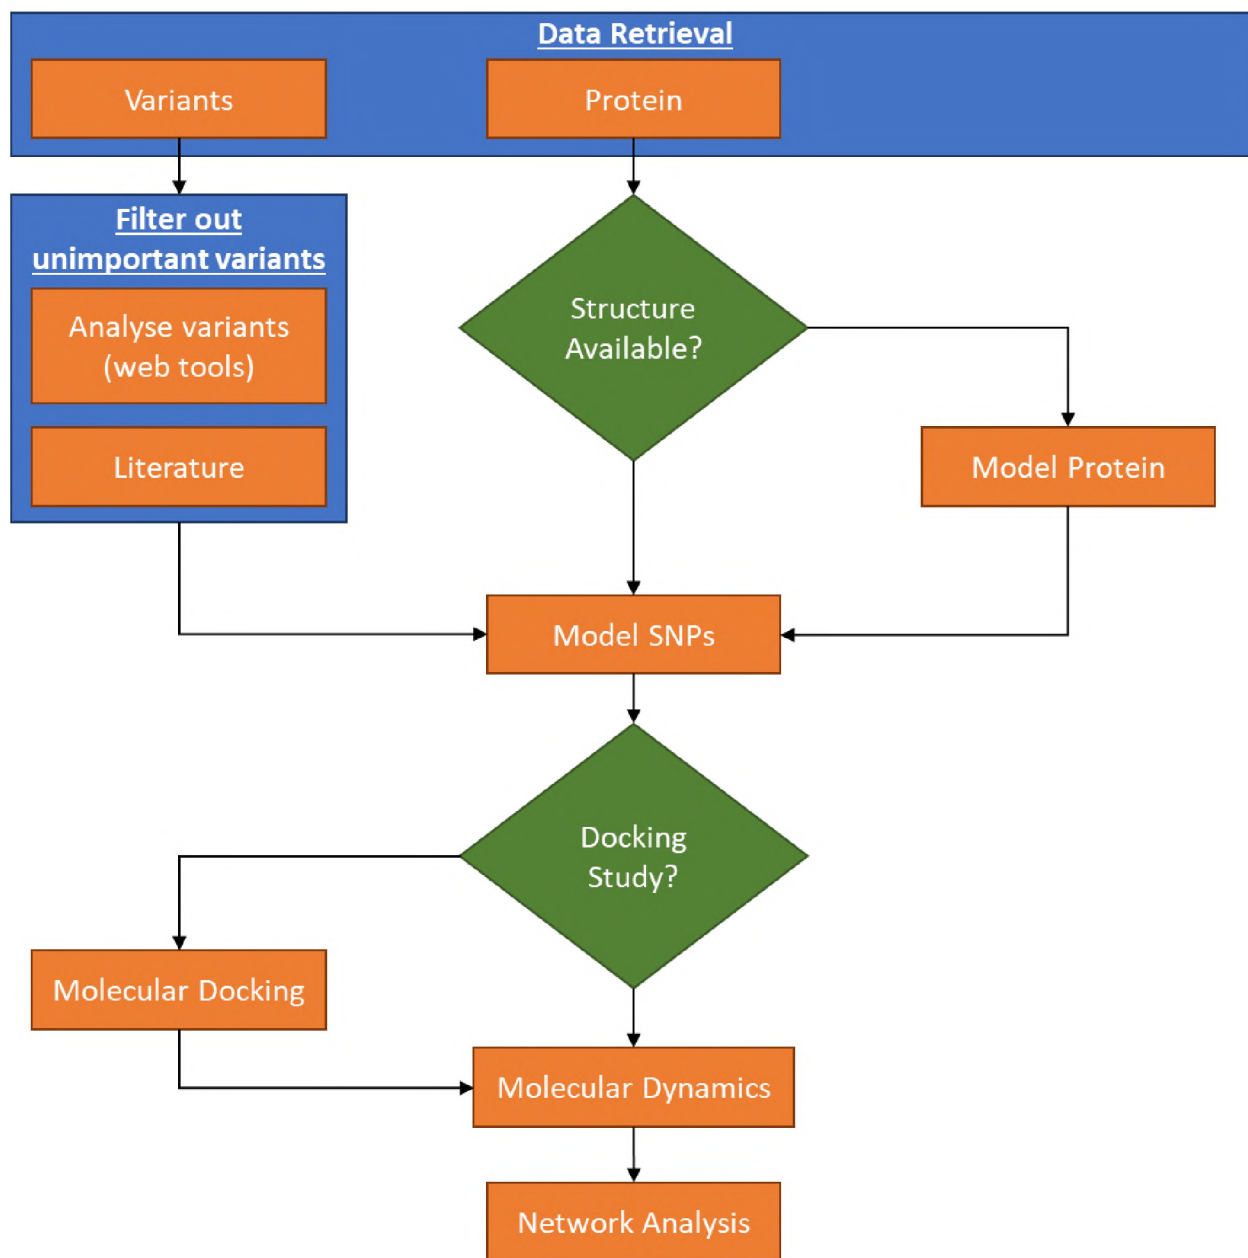 Data Retrieval
Variants
Protein
Filter out
unimportant variants
Analyse variants
(web tools)
Literature
Structure
Available?
Model Protein
Model SNPs
Docking
Study?
Molecular Docking
Molecular Dynamics
Network Analysis